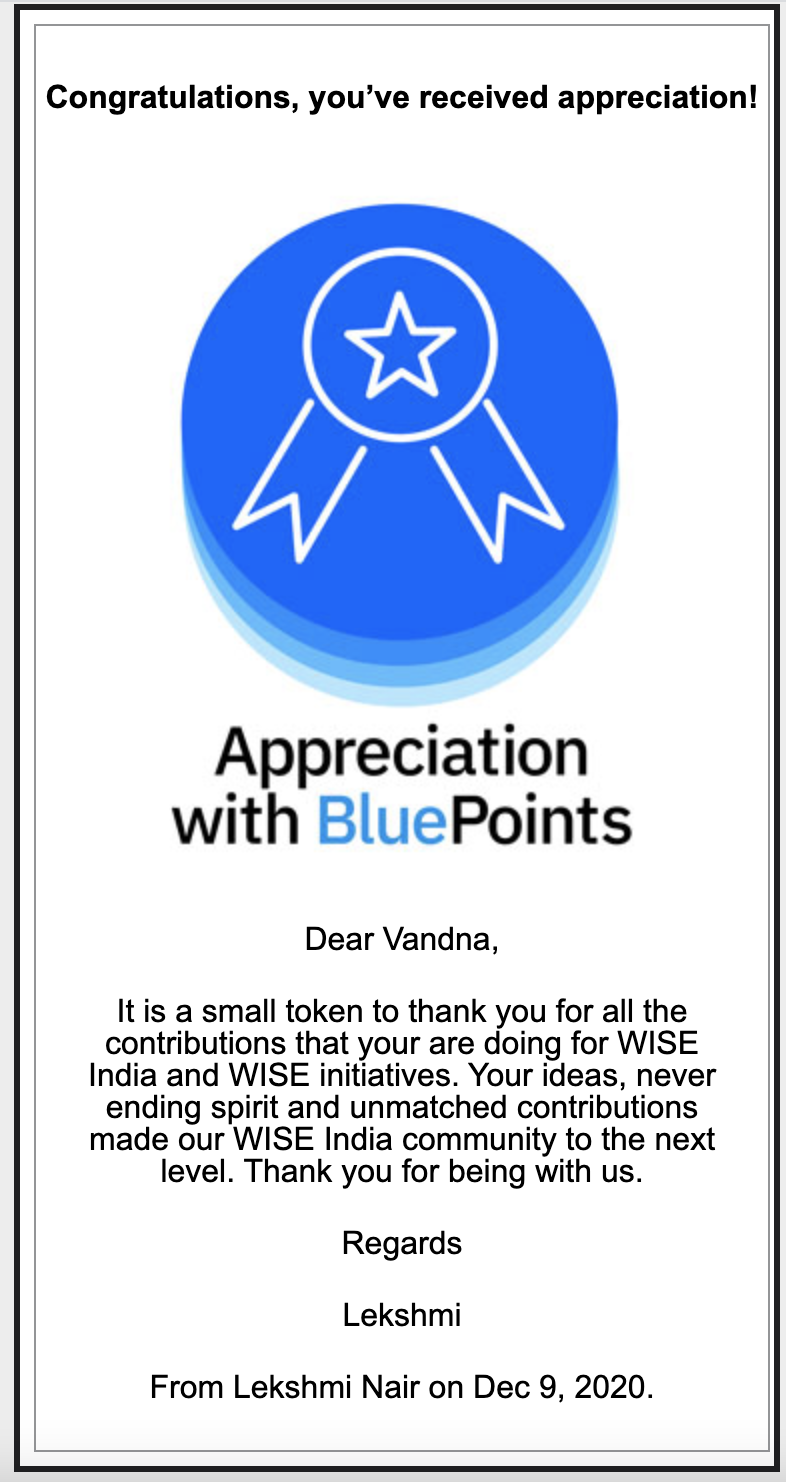 Congratulations, you’ve received appreciation!
Appreciation
with BluePoints
Dear Vandna,
It is a small token to thank you for all the
contributions that your are doing for WISE
India and WISE initiatives. Your ideas, never
ending spirit and unmatched contributions
made our WISE India community to the next
level. Thank you for being with us.
Regards
Lekshmi
From Lekshmi Nair on Dec 9, 2020.